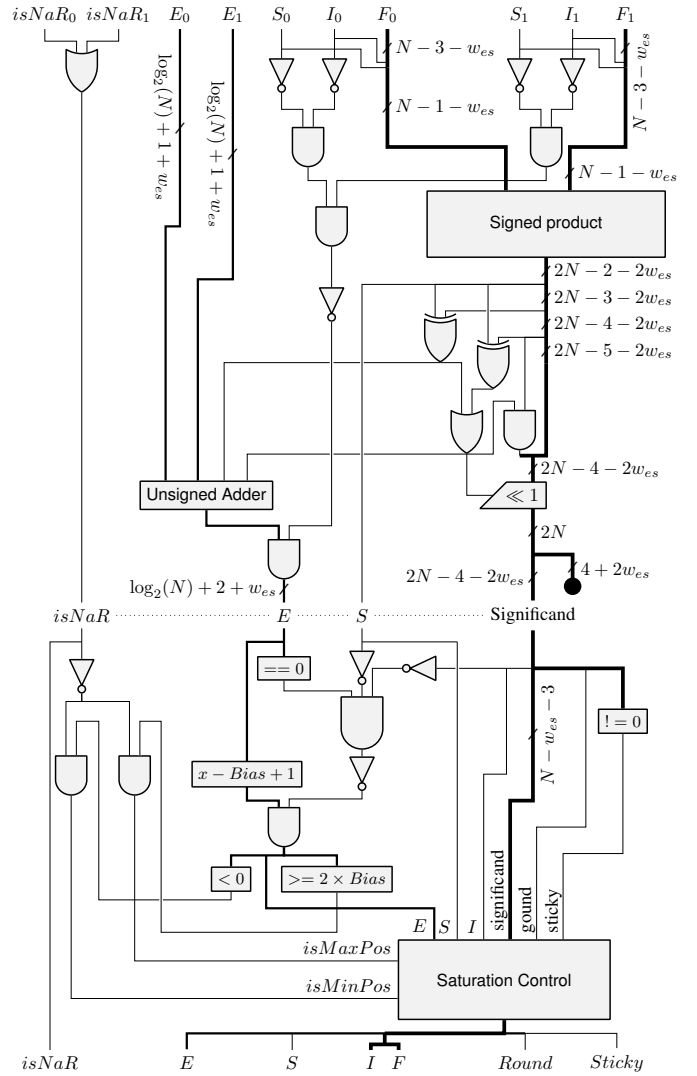 isNaR₀ isNaR₁ E₀ E₁ S₀ I₀ F₀ S₁ I₁ F₁
N − 3 − wₑₛ
N − 3 − wₑₛ
log₂(N) + 1 + wₑₛ
log₂(N) + 1 + wₑₛ
N − 1 − wₑₛ
N − 1 − wₑₛ
Signed product
2N − 2 − 2wₑₛ
2N − 3 − 2wₑₛ
2N − 4 − 2wₑₛ
2N − 5 − 2wₑₛ
2N − 4 − 2wₑₛ
Unsigned Adder
≪ 1
2N
log₂(N) + 2 + wₑₛ
2N − 4 − 2wₑₛ
4 + 2wₑₛ
isNaR E S Significand
== 0
N − wₑₛ − 3
! = 0
x − Bias + 1
< 0
>= 2 × Bias
E S I significand gound sticky
isMaxPos
Saturation Control
isMinPos
isNaR E S I F Round Sticky